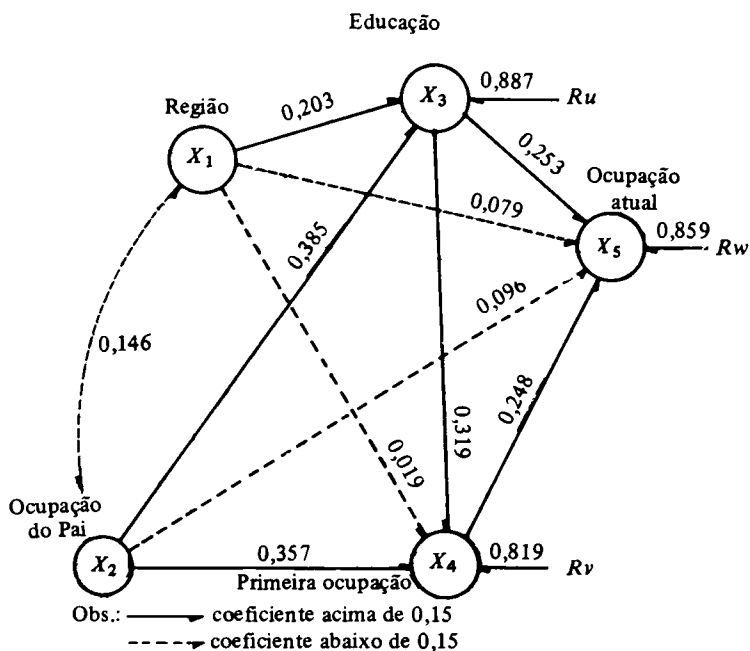 Educação
X₃
0,887
Ru
Região
0,203
X₁
0,253
Ocupação
atual
0,079
X₅
0,859
Rw
0,385
0,096
0,146
0,248
0,319
0,019
Ocupação
do Pai
X₂
0,357
X₄
0,819
Rv
Primeira ocupação
Obs.: coeficiente acima de 0,15
coeficiente abaixo de 0,15